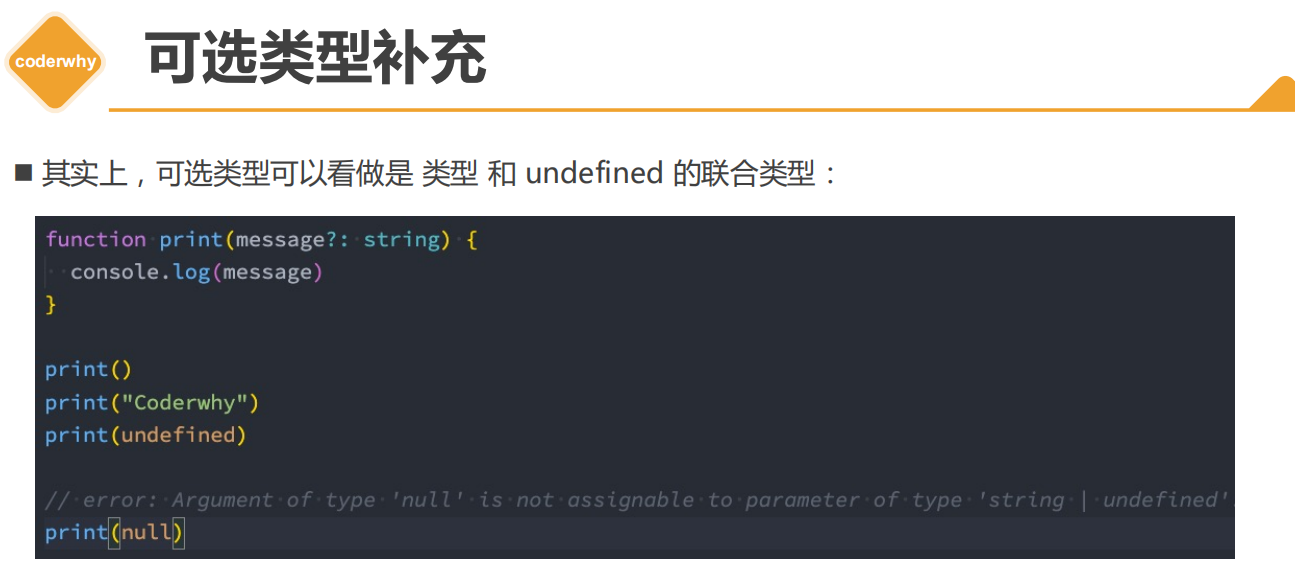 coderwhy
可选类型补充
其实上，可选类型可以看做是 类型 和 undefined 的联合类型：
function print(message?: string) {
  console.log(message)
}
print()
print("Coderwhy")
print(undefined)
// error: Argument of type 'null' is not assignable to parameter of type 'string | undefined'.
print(null)